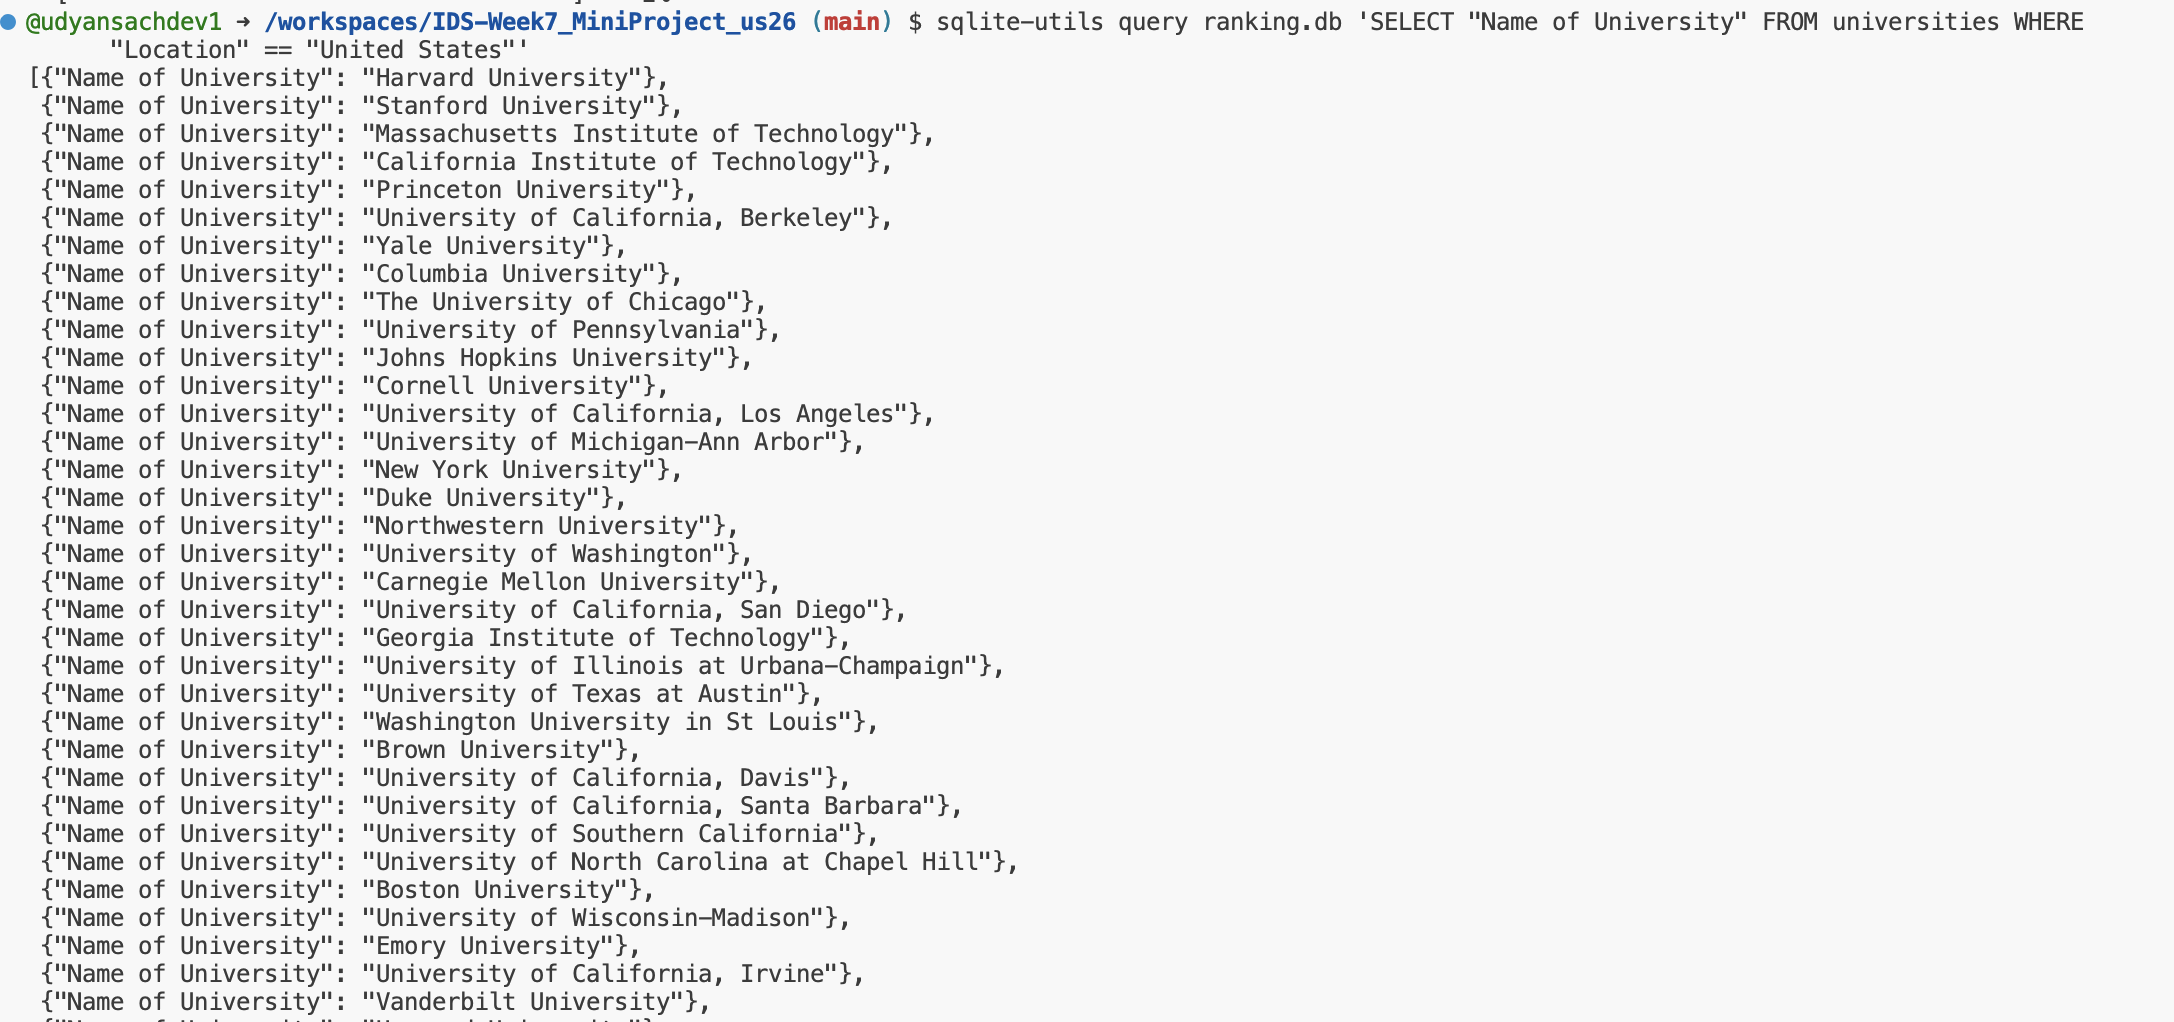 @udyansachdev1 → /workspaces/IDS-Week7_MiniProject_us26 (main) $ sqlite-utils query ranking.db 'SELECT "Name of University" FROM universities WHERE
"Location" == "United States"'
[{"Name of University": "Harvard University"},
{"Name of University": "Stanford University"},
{"Name of University": "Massachusetts Institute of Technology"},
{"Name of University": "California Institute of Technology"},
{"Name of University": "Princeton University"},
{"Name of University": "University of California, Berkeley"},
{"Name of University": "Yale University"},
{"Name of University": "Columbia University"},
{"Name of University": "The University of Chicago"},
{"Name of University": "University of Pennsylvania"},
{"Name of University": "Johns Hopkins University"},
{"Name of University": "Cornell University"},
{"Name of University": "University of California, Los Angeles"},
{"Name of University": "University of Michigan-Ann Arbor"},
{"Name of University": "New York University"},
{"Name of University": "Duke University"},
{"Name of University": "Northwestern University"},
{"Name of University": "University of Washington"},
{"Name of University": "Carnegie Mellon University"},
{"Name of University": "University of California, San Diego"},
{"Name of University": "Georgia Institute of Technology"},
{"Name of University": "University of Illinois at Urbana-Champaign"},
{"Name of University": "University of Texas at Austin"},
{"Name of University": "Washington University in St Louis"},
{"Name of University": "Brown University"},
{"Name of University": "University of California, Davis"},
{"Name of University": "University of California, Santa Barbara"},
{"Name of University": "University of Southern California"},
{"Name of University": "University of North Carolina at Chapel Hill"},
{"Name of University": "Boston University"},
{"Name of University": "University of Wisconsin-Madison"},
{"Name of University": "Emory University"},
{"Name of University": "University of California, Irvine"},
{"Name of University": "Vanderbilt University"},